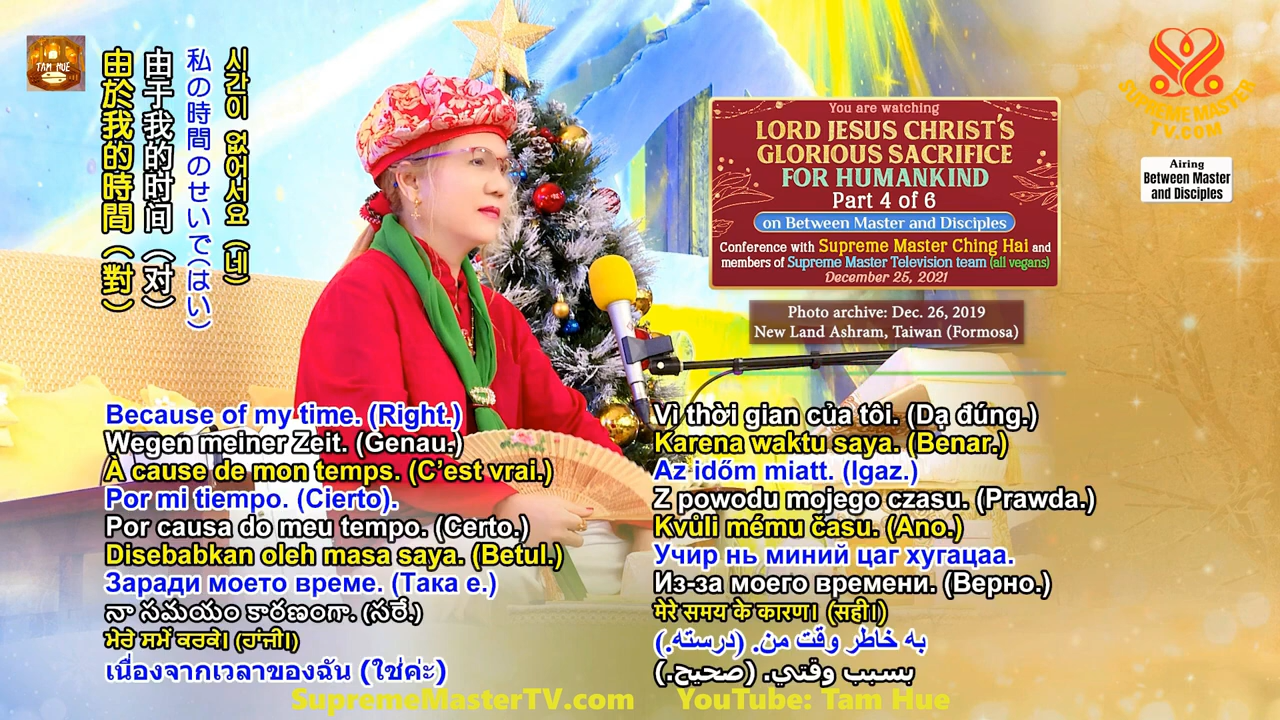 TAM HUE
由於我的時間（對）
由于我的时间（对）
私の時間のせいで(はい)
시간이 없어서요 (네)
You are watching
LORD JESUS CHRIST'S
GLORIOUS SACRIFICE
FOR HUMANKIND
Part 4 of 6
on Between Master and Disciples
Conference with Supreme Master Ching Hai and
members of Supreme Master Television team (all vegans)
December 25, 2021
Photo archive: Dec. 26, 2019
New Land Ashram, Taiwan (Formosa)
SUPREME MASTER
TV.COM
Airing
Between Master
and Disciples
Because of my time. (Right.)
Wegen meiner Zeit. (Genau.)
À cause de mon temps. (C’est vrai.)
Por mi tiempo. (Cierto).
Por causa do meu tempo. (Certo.)
Disebabkan oleh masa saya. (Betul.)
Заради моето време. (Така е.)
నా సమయం కారణంగా. (సరే.)
ਮੇਰੇ ਸਮੇਂ ਕਰਕੇ। (ਹਾਂਜੀ।)
เนื่องจากเวลาของฉัน (ใช่ค่ะ)
Vì thời gian của tôi. (Dạ đúng.)
Karena waktu saya. (Benar.)
Az időm miatt. (Igaz.)
Z powodu mojego czasu. (Prawda.)
Kvůli mému času. (Ano.)
Учир нь миний цаг хугацаа.
Из-за моего времени. (Верно.)
मेरे समय के कारण। (सही।)
به خاطر وقت من. (درسته.)
بسبب وقتي. (صحيح.)
SupremeMasterTV.com
YouTube: Tam Hue